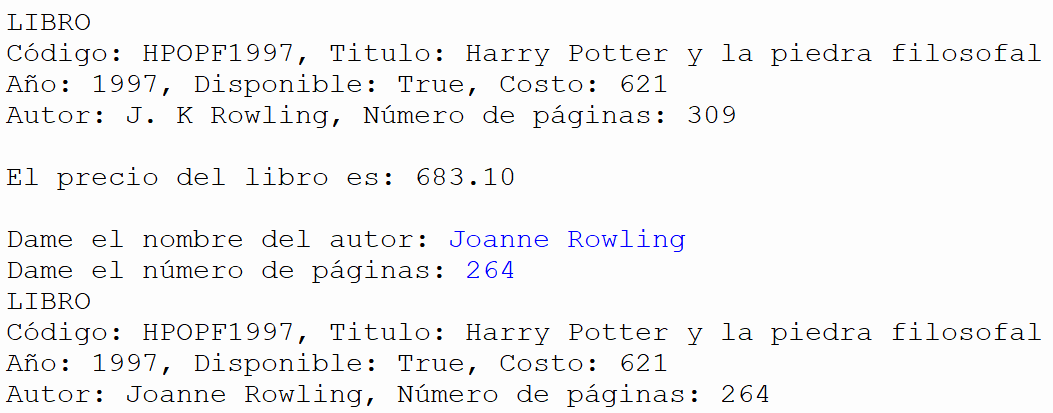 LIBRO
Código: HPOPF1997, Titulo: Harry Potter y la piedra filosofal
Año: 1997, Disponible: True, Costo: 621
Autor: J. K Rowling, Número de páginas: 309
El precio del libro es: 683.10
Dame el nombre del autor: Joanne Rowling
Dame el número de páginas: 264
LIBRO
Código: HPOPF1997, Titulo: Harry Potter y la piedra filosofal
Año: 1997, Disponible: True, Costo: 621
Autor: Joanne Rowling, Número de páginas: 264